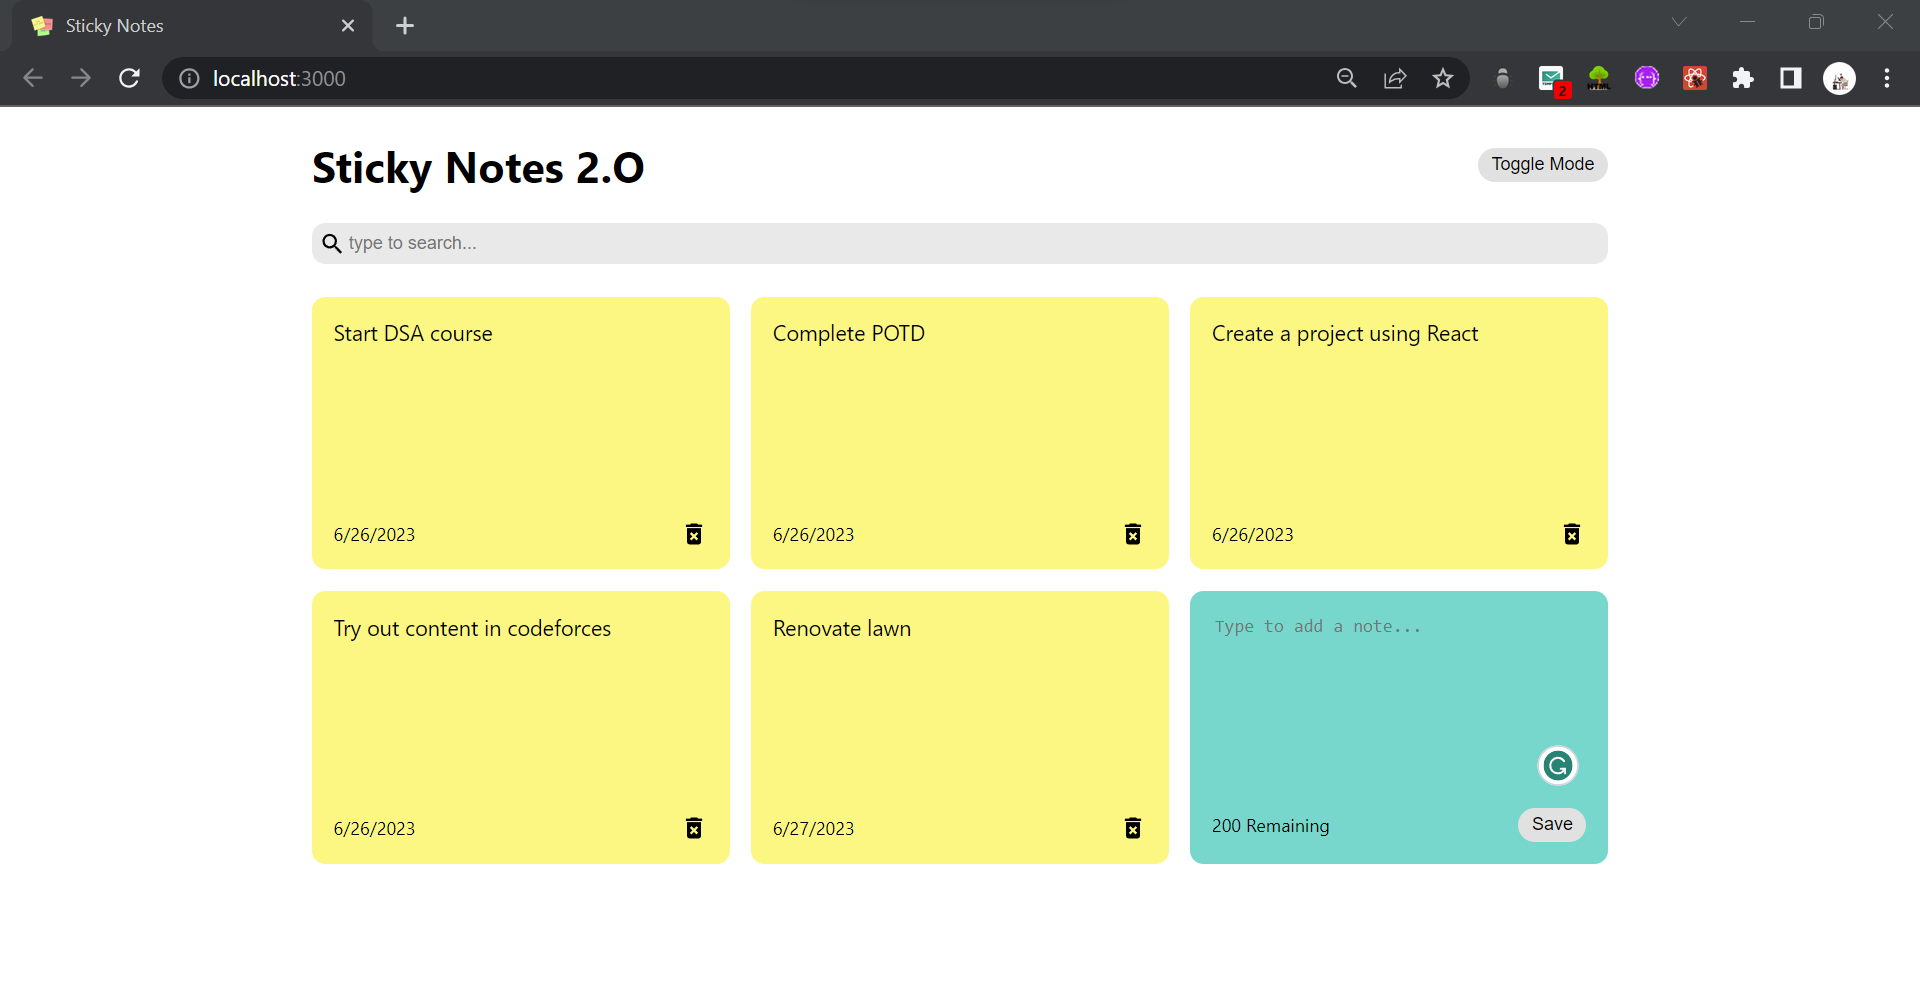 Sticky Notes
localhost:3000
2
HTML
Sticky Notes 2.O
Toggle Mode
type to search...
Start DSA course
6/26/2023
Complete POTD
6/26/2023
Create a project using React
6/26/2023
Try out content in codeforces
6/26/2023
Renovate lawn
6/27/2023
Type to add a note...
200 Remaining
Save